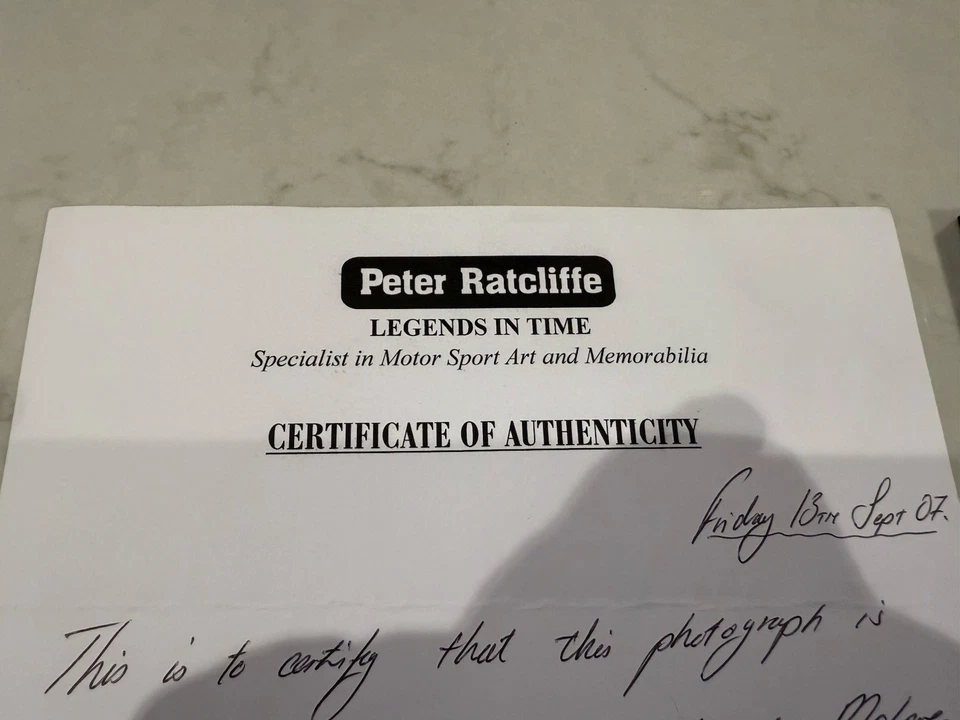 Peter Ratcliffe
LEGENDS IN TIME
Specialist in Motor Sport Art and Memorabilia
CERTIFICATE OF AUTHENTICITY
Friday 13TH Sept 07.
This is to certify that this photograph is